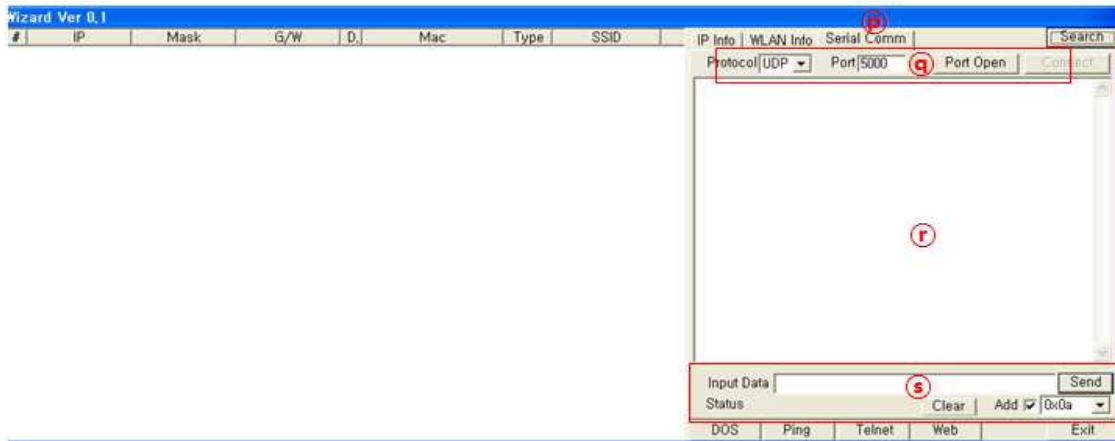 Wizard Ver 0.1
# IP Mask G/W D. Mac Type SSID
p
IP Info WLAN Info Serial Comm Search
Protocol UDP Port 5000 q Port Open Connect
r
Input Data s Send
Status Clear Add 0x0a
DOS Ping Telnet Web Exit